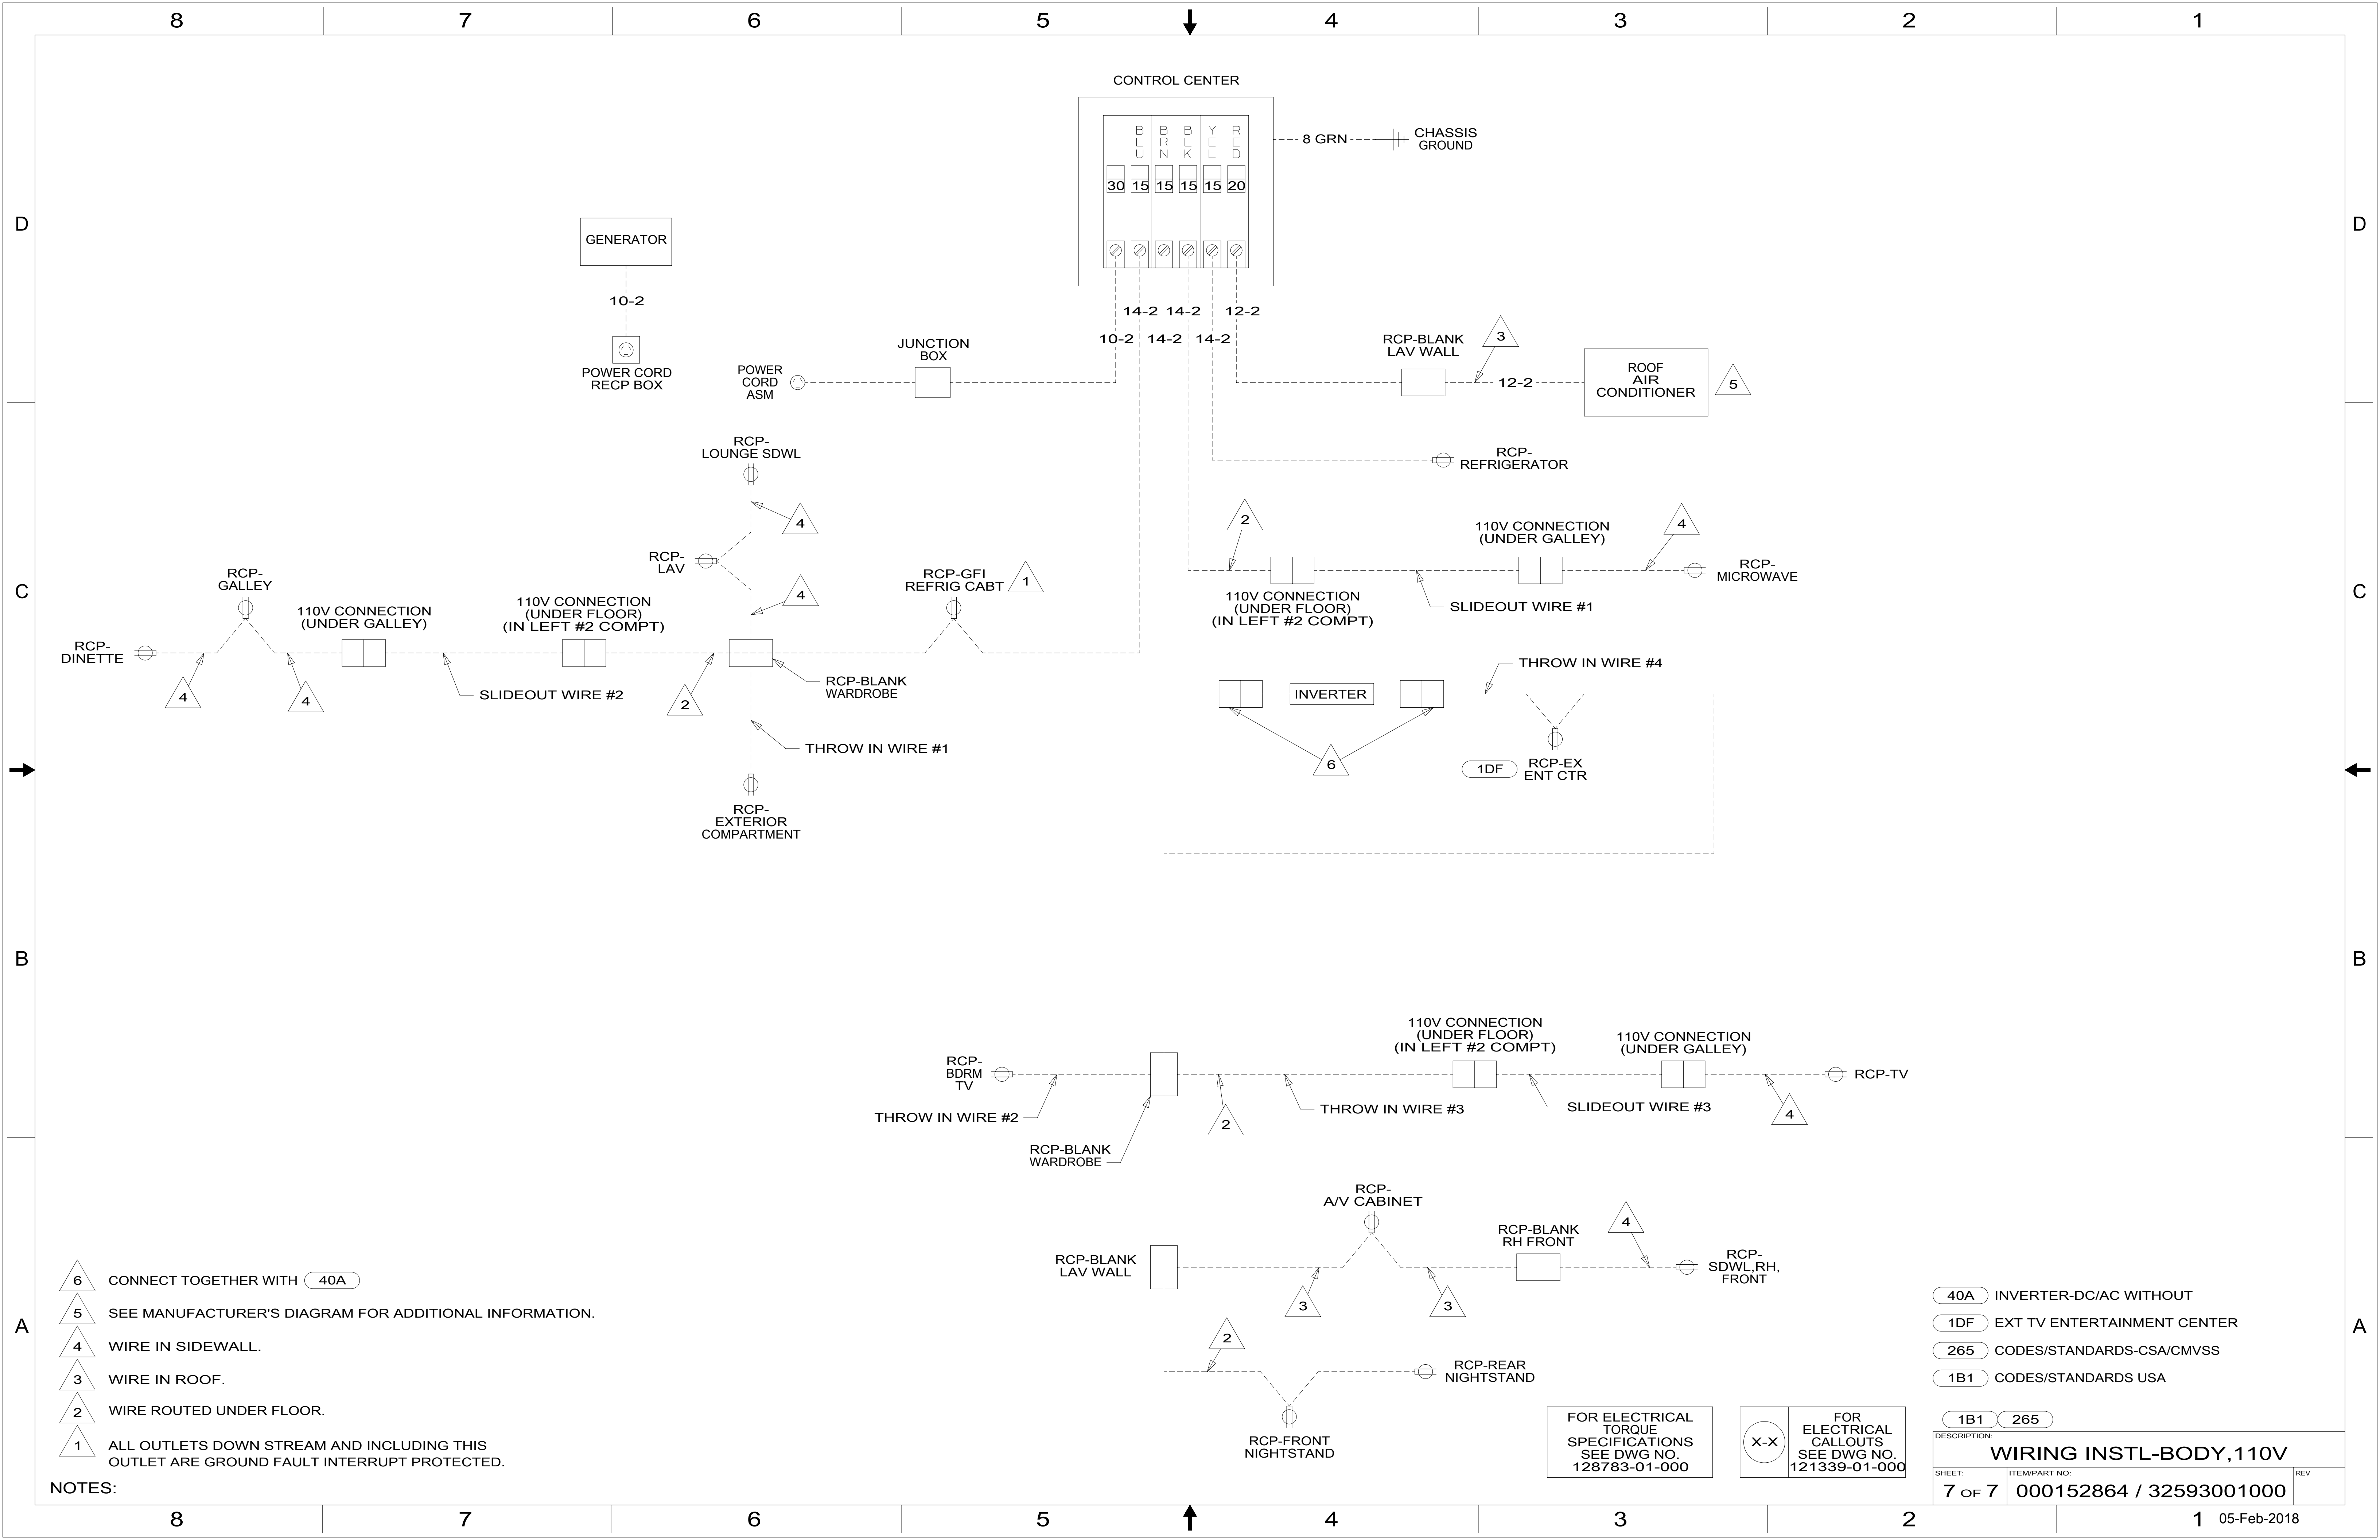 8 7 6 5 4 3 2 1
CONTROL CENTER
BLU BRN BLK YEL RED
30 15 15 15 15 20
8 GRN
CHASSIS
GROUND
D
D
GENERATOR
10-2
POWER CORD
RECP BOX
14-2 14-2 12-2
10-2 14-2 14-2
JUNCTION
BOX
POWER
CORD
ASM
RCP-BLANK
LAV WALL
3
12-2
ROOF
AIR
CONDITIONER
5
RCP-
LOUNGE SDWL
4
RCP-
REFRIGERATOR
RCP-
LAV
4
RCP-GFI
REFRIG CABT
1
2
110V CONNECTION
(UNDER FLOOR)
(IN LEFT #2 COMPT)
SLIDEOUT WIRE #1
110V CONNECTION
(UNDER GALLEY)
4
RCP-
MICROWAVE
C
C
RCP-
GALLEY
RCP-
DINETTE
4
4
110V CONNECTION
(UNDER GALLEY)
SLIDEOUT WIRE #2
110V CONNECTION
(UNDER FLOOR)
(IN LEFT #2 COMPT)
2
RCP-BLANK
WARDROBE
THROW IN WIRE #1
RCP-
EXTERIOR
COMPARTMENT
INVERTER
THROW IN WIRE #4
6
1DF
RCP-EX
ENT CTR
B
B
RCP-
BDRM
TV
THROW IN WIRE #2
RCP-BLANK
WARDROBE
2
THROW IN WIRE #3
110V CONNECTION
(UNDER FLOOR)
(IN LEFT #2 COMPT)
SLIDEOUT WIRE #3
110V CONNECTION
(UNDER GALLEY)
4
RCP-TV
RCP-BLANK
LAV WALL
3
RCP-
A/V CABINET
3
RCP-BLANK
RH FRONT
4
RCP-
SDWL,RH,
FRONT
2
RCP-FRONT
NIGHTSTAND
RCP-REAR
NIGHTSTAND
A
A
6 CONNECT TOGETHER WITH 40A
5 SEE MANUFACTURER'S DIAGRAM FOR ADDITIONAL INFORMATION.
4 WIRE IN SIDEWALL.
3 WIRE IN ROOF.
2 WIRE ROUTED UNDER FLOOR.
1 ALL OUTLETS DOWN STREAM AND INCLUDING THIS
OUTLET ARE GROUND FAULT INTERRUPT PROTECTED.
NOTES:
40A INVERTER-DC/AC WITHOUT
1DF EXT TV ENTERTAINMENT CENTER
265 CODES/STANDARDS-CSA/CMVSS
1B1 CODES/STANDARDS USA
FOR ELECTRICAL
TORQUE
SPECIFICATIONS
SEE DWG NO.
128783-01-000
X-X
FOR
ELECTRICAL
CALLOUTS
SEE DWG NO.
121339-01-000
1B1 265
DESCRIPTION:
WIRING INSTL-BODY,110V
SHEET:
7 OF 7
ITEM/PART NO:
000152864 / 32593001000
REV
8 7 6 5 4 3 2 1
05-Feb-2018